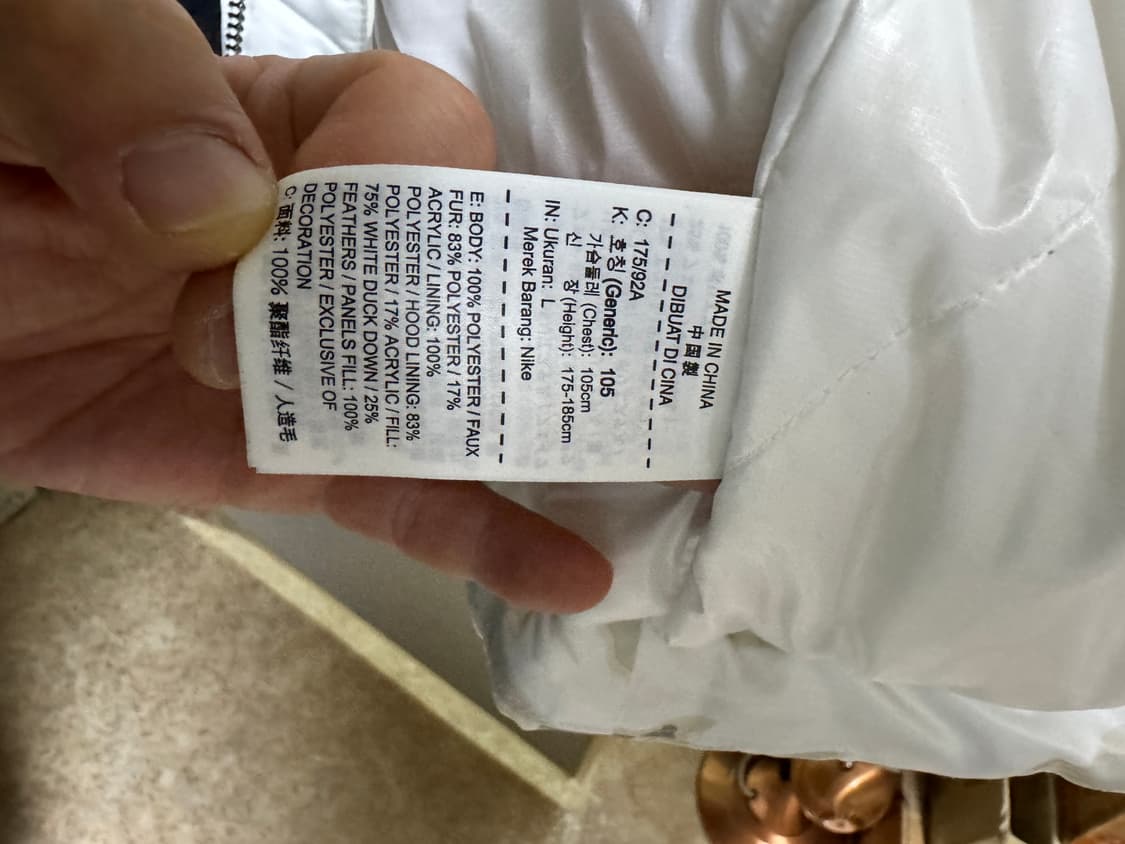 MADE IN CHINA
中國製
DIBUAT DI CINA
C: 175/92A
K: 호칭 (Generic): 105
가슴둘레 (Chest): 105cm
신 장 (Height): 175-185cm
IN: Ukuran: L
Merek Barang: Nike
E: BODY: 100% POLYESTER / FAUX
FUR: 83% POLYESTER / 17%
ACRYLIC / LINING: 100%
POLYESTER / HOOD LINING: 83%
POLYESTER / 17% ACRYLIC / FILL:
75% WHITE DUCK DOWN / 25%
FEATHERS / PANELS FILL: 100%
POLYESTER / EXCLUSIVE OF
DECORATION
C: 面料: 100% 聚酯纤维 / 人造毛